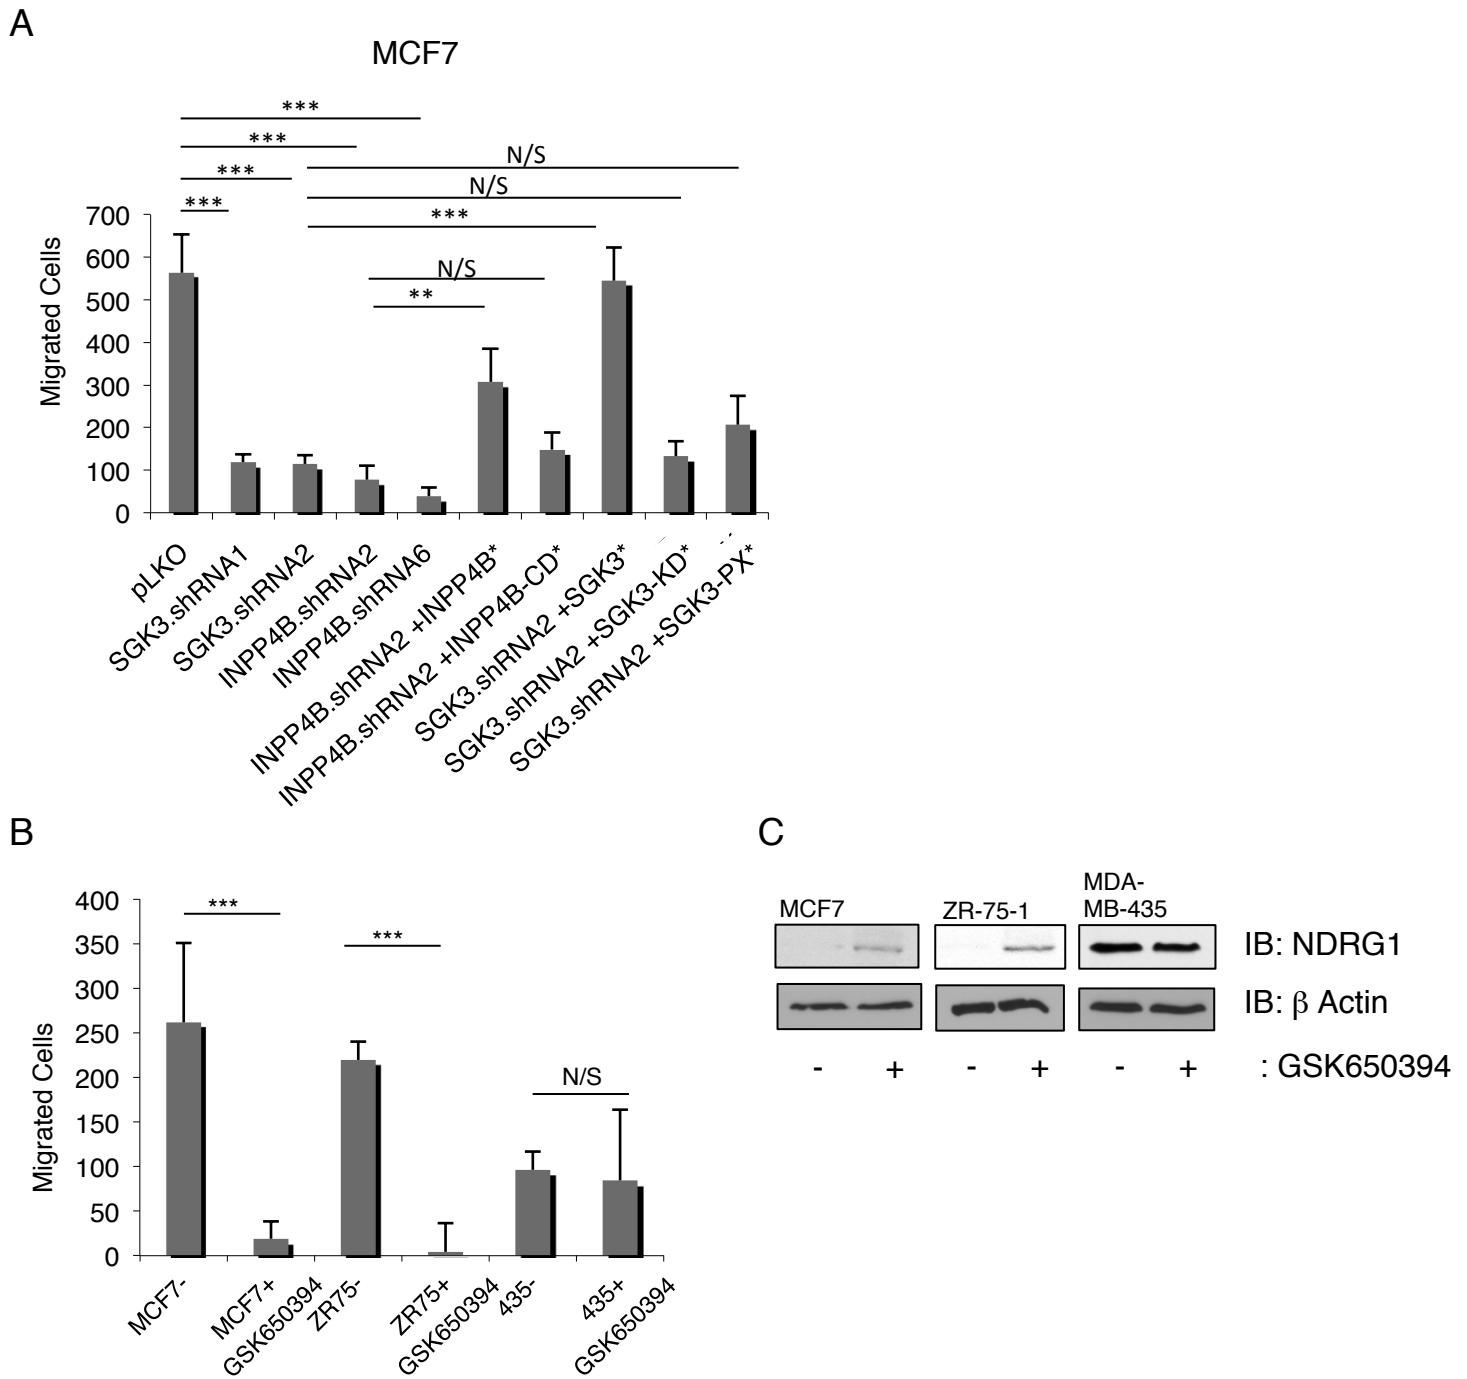 A
MCF7
***
***
N/S
***
N/S
***
***
N/S
**
Migrated Cells
700
600
500
400
300
200
100
0
pLKO
SGK3.shRNA1
SGK3.shRNA2
INPP4B.shRNA2
INPP4B.shRNA6
INPP4B.shRNA2 +INPP4B*
INPP4B.shRNA2 +INPP4B-CD*
SGK3.shRNA2 +SGK3*
SGK3.shRNA2 +SGK3-KD*
SGK3.shRNA2 +SGK3-PX*
B
Migrated Cells
400
350
300
250
200
150
100
50
0
***
***
N/S
MCF7-
MCF7+
GSK650394
ZR75-
ZR75+
GSK650394
435-
435+
GSK650394
C
MCF7
ZR-75-1
MDA-
MB-435
IB: NDRG1
IB: β Actin
- + - + - + : GSK650394